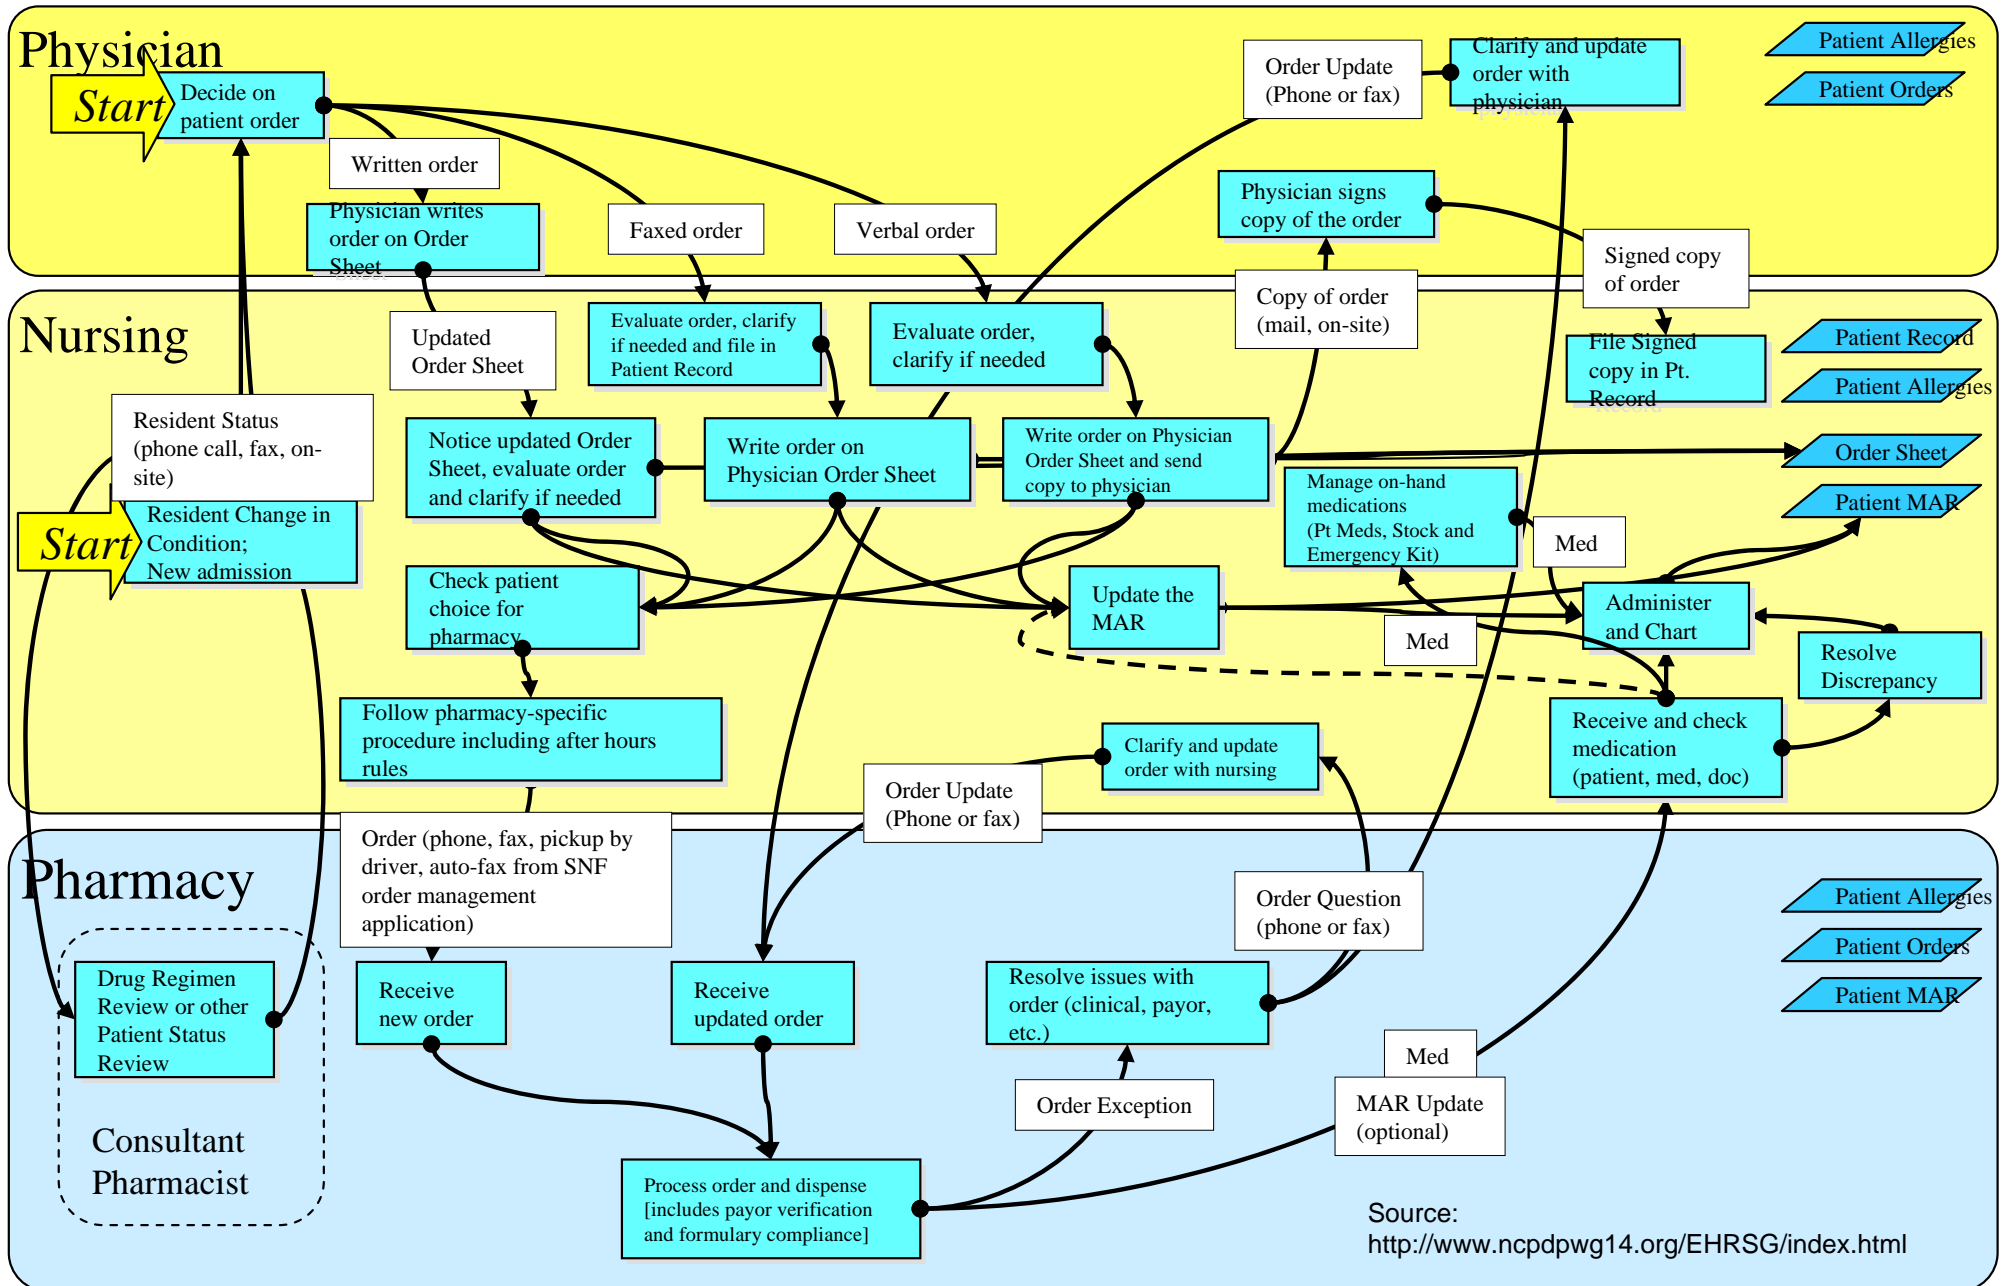 Physician
Start
Decide on
patient order
Written order
Physician writes
order on Order
Sheet
Faxed order
Verbal order
Order Update
(Phone or fax)
Clarify and update
order with
physician
Physician signs
copy of the order
Signed copy
of order
Patient Allergies
Patient Orders
Nursing
Updated
Order Sheet
Evaluate order, clarify
if needed and file in
Patient Record
Evaluate order,
clarify if needed
Copy of order
(mail, on-site)
File Signed
copy in Pt.
Record
Patient Record
Patient Allergies
Order Sheet
Patient MAR
Resident Status
(phone call, fax, on-
site)
Start
Resident Change in
Condition;
New admission
Notice updated Order
Sheet, evaluate order
and clarify if needed
Write order on
Physician Order Sheet
Write order on Physician
Order Sheet and send
copy to physician
Manage on-hand
medications
(Pt Meds, Stock and
Emergency Kit)
Med
Check patient
choice for
pharmacy
Update the
MAR
Med
Administer
and Chart
Resolve
Discrepancy
Follow pharmacy-specific
procedure including after hours
rules
Clarify and update
order with nursing
Receive and check
medication
(patient, med, doc)
Order Update
(Phone or fax)
Pharmacy
Order (phone, fax, pickup by
driver, auto-fax from SNF
order management
application)
Order Question
(phone or fax)
Patient Allergies
Patient Orders
Patient MAR
Drug Regimen
Review or other
Patient Status
Review
Consultant
Pharmacist
Receive
new order
Receive
updated order
Resolve issues with
order (clinical, payor,
etc.)
Order Exception
Med
MAR Update
(optional)
Process order and dispense
[includes payor verification
and formulary compliance]
Source:
http://www.ncpdpwg14.org/EHRSG/index.html